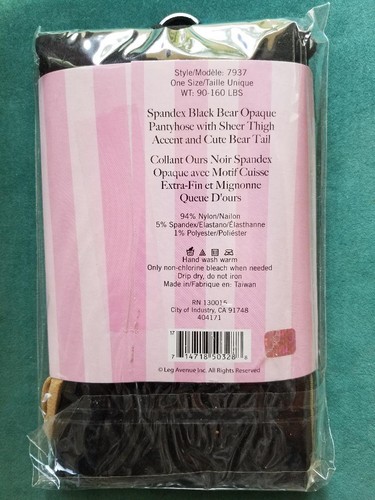 Style/Modèle: 7937
One Size/Taille Unique
WT: 90-160 LBS
Spandex Black Bear Opaque
Pantyhose with Sheer Thigh
Accent and Cute Bear Tail
Collant Ours Noir Spandex
Opaque avec Motif Cuisse
Extra-Fin et Mignonne
Queue D'ours
94% Nylon/Nailon
5% Spandex/Elastano/Élasthanne
1% Polyester/Poliéster
Hand wash warm
Only non-chlorine bleach when needed
Drip dry, do not iron
Made in/Fabrique en: Taiwan
RN 130015
City of Industry, CA 91748
404171
7 14718 50328 8
© Leg Avenue Inc. All Rights Reserved